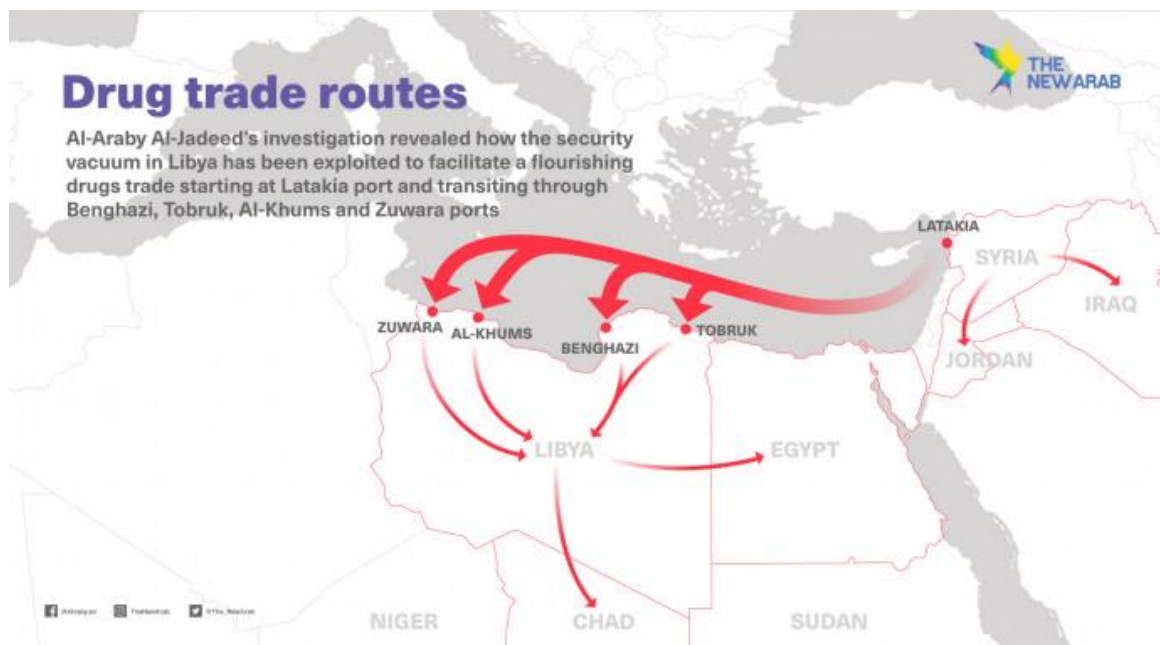 Drug trade routes
THE
NEWARAB
Al-Araby Al-Jadeed's investigation revealed how the security
vacuum in Libya has been exploited to facilitate a flourishing
drugs trade starting at Latakia port and transiting through
Benghazi, Tobruk, Al-Khums and Zuwara ports
LATAKIA
SYRIA
IRAQ
JORDAN
ZUWARA
AL-KHUMS
BENGHAZI
TOBRUK
LIBYA
EGYPT
NIGER
CHAD
SUDAN